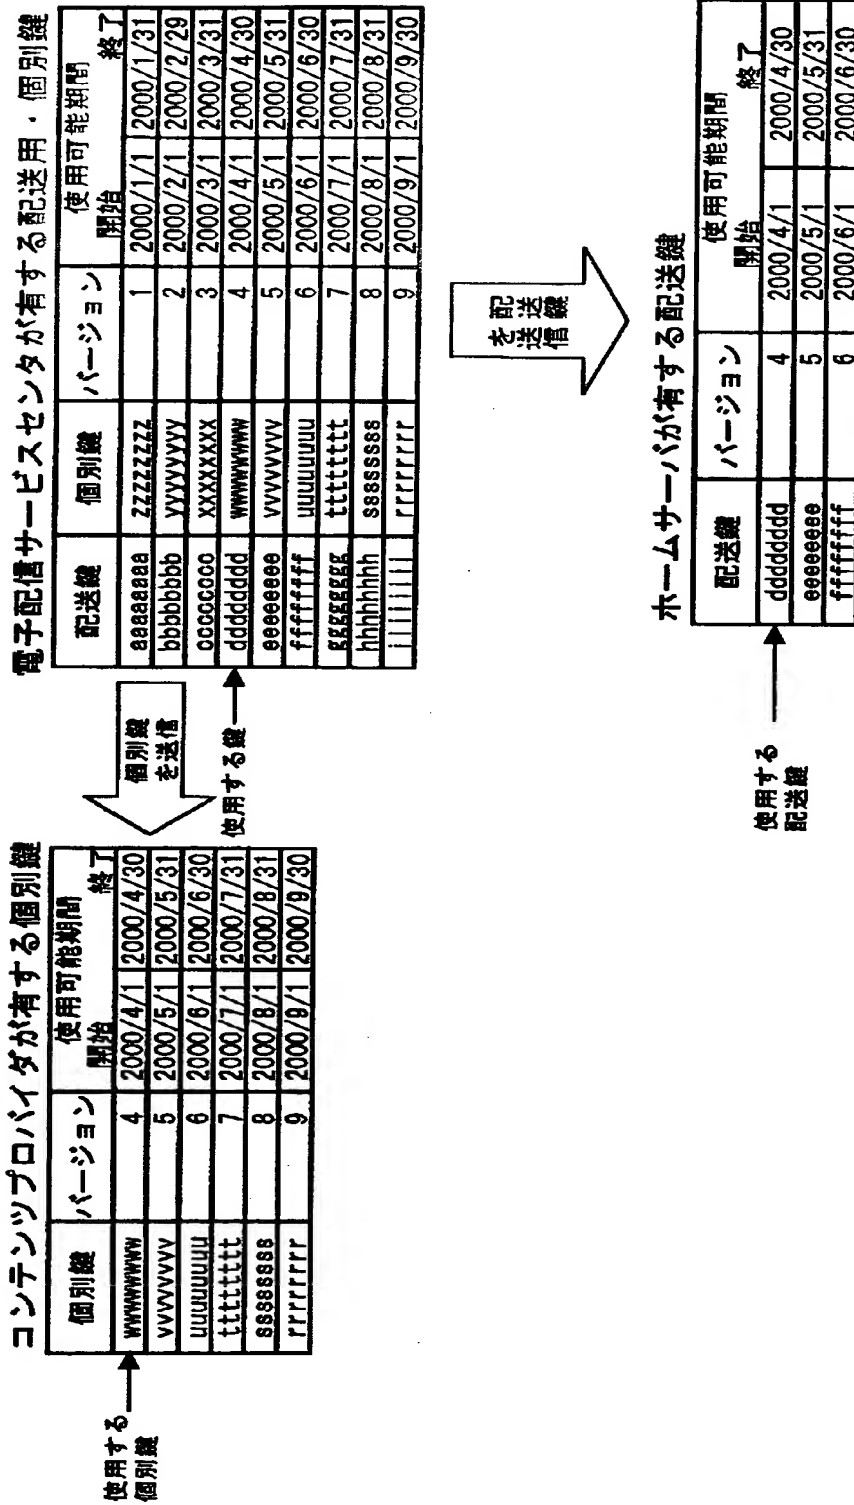 コンテンツプロバイダが有する個別鍵
個別鍵 バージョン 使用可能期間
開始 終了
wwwwwwww 4 2000/4/1 2000/4/30
vvvvvvvv 5 2000/5/1 2000/5/31
uuuuuuuu 6 2000/6/1 2000/6/30
tttttttt 7 2000/7/1 2000/7/31
ssssssss 8 2000/8/1 2000/8/31
rrrrrrrr 9 2000/9/1 2000/9/30
使用する
個別鍵
個別鍵
を送信
電子配信サービスセンタが有する配送用・個別鍵
配送鍵 個別鍵 バージョン 使用可能期間
開始 終了
aaaaaaaa zzzzzzzz 1 2000/1/1 2000/1/31
bbbbbbbb yyyyyyyy 2 2000/2/1 2000/2/29
cccccccc xxxxxxxx 3 2000/3/1 2000/3/31
dddddddd wwwwwwww 4 2000/4/1 2000/4/30
eeeeeeee vvvvvvvv 5 2000/5/1 2000/5/31
ffffffff uuuuuuuu 6 2000/6/1 2000/6/30
gggggggg tttttttt 7 2000/7/1 2000/7/31
hhhhhhhh ssssssss 8 2000/8/1 2000/8/31
iiiiiiii rrrrrrrr 9 2000/9/1 2000/9/30
使用する鍵
配送鍵
を送信
ホームサーバが有する配送鍵
配送鍵 バージョン 使用可能期間
開始 終了
dddddddd 4 2000/4/1 2000/4/30
eeeeeeee 5 2000/5/1 2000/5/31
ffffffff 6 2000/6/1 2000/6/30
使用する
配送鍵